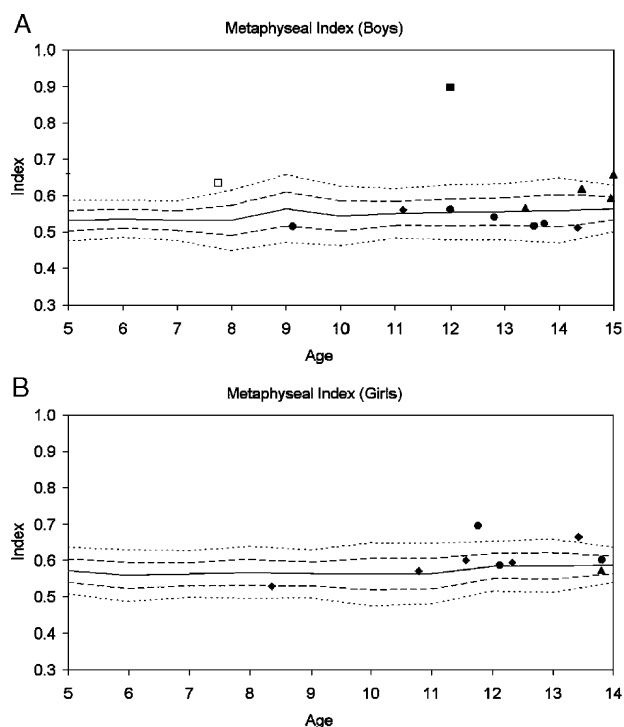 A
Metaphyseal Index (Boys)
1.0
0.9
0.8
0.7
0.6
0.5
0.4
0.3
Index
5 6 7 8 9 10 11 12 13 14 15
Age
B
Metaphyseal Index (Girls)
1.0
0.9
0.8
0.7
0.6
0.5
0.4
0.3
Index
5 6 7 8 9 10 11 12 13 14
Age